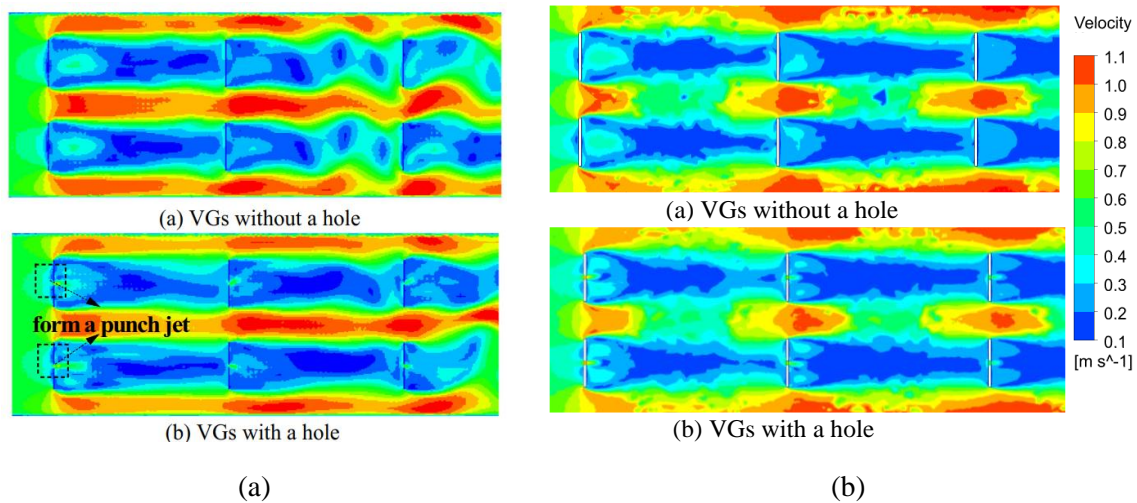 (a) VGs without a hole
form a punch jet
(b) VGs with a hole
(a)
(a) VGs without a hole
(b) VGs with a hole
(b)
Velocity
1.1
1.0
0.9
0.8
0.7
0.6
0.5
0.4
0.3
0.2
0.1
[m s^-1]